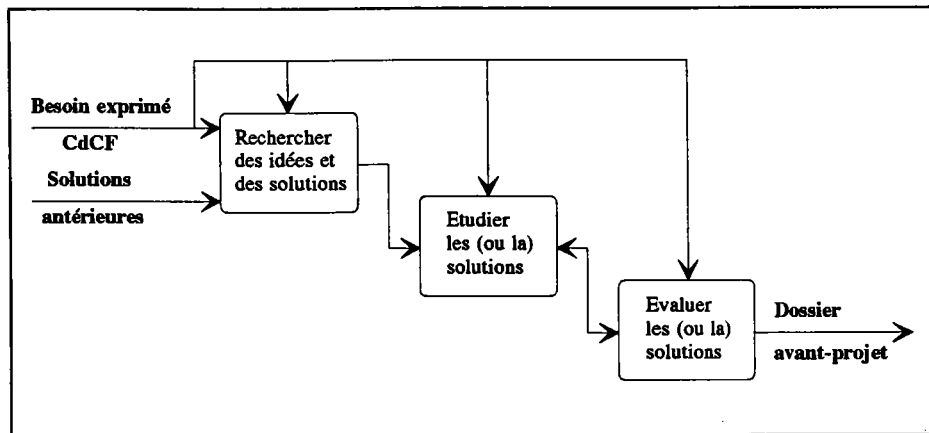 Besoin exprimé
CdCF
Solutions
antérieures
Rechercher
des idées et
des solutions
Etudier
les (ou la)
solutions
Evaluer
les (ou la)
solutions
Dossier
avant-projet